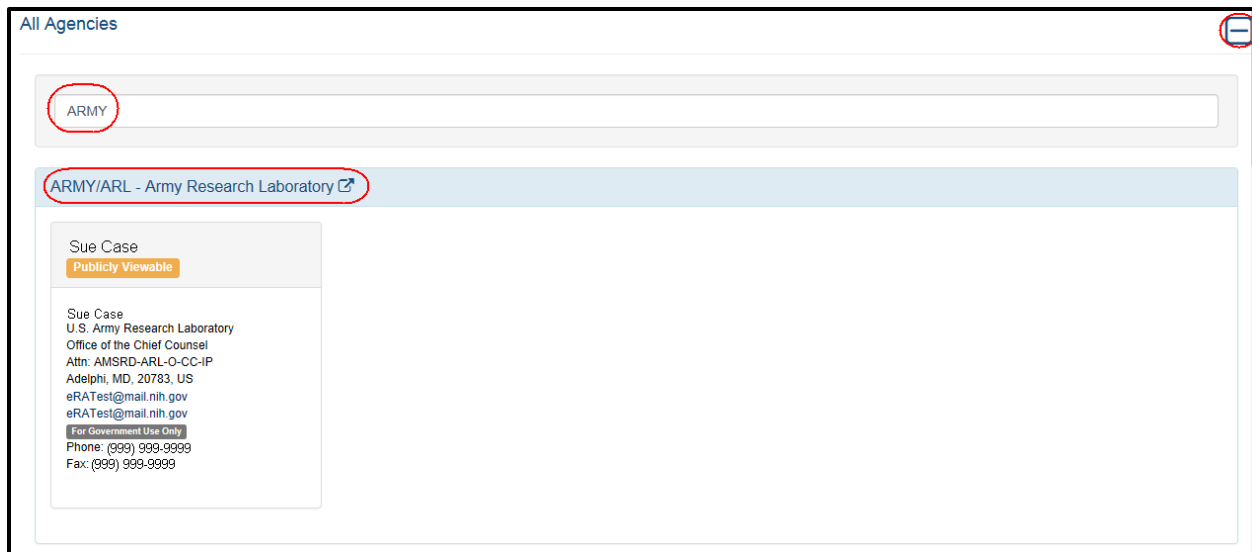 All Agencies
ARMY
ARMY/ARL - Army Research Laboratory
Sue Case
Publicly Viewable
Sue Case
U.S. Army Research Laboratory
Office of the Chief Counsel
Attn: AMSRD-ARL-O-CC-IP
Adelphi, MD, 20783, US
eRATest@mail.nih.gov
eRATest@mail.nih.gov
For Government Use Only
Phone: (999) 999-9999
Fax: (999) 999-9999